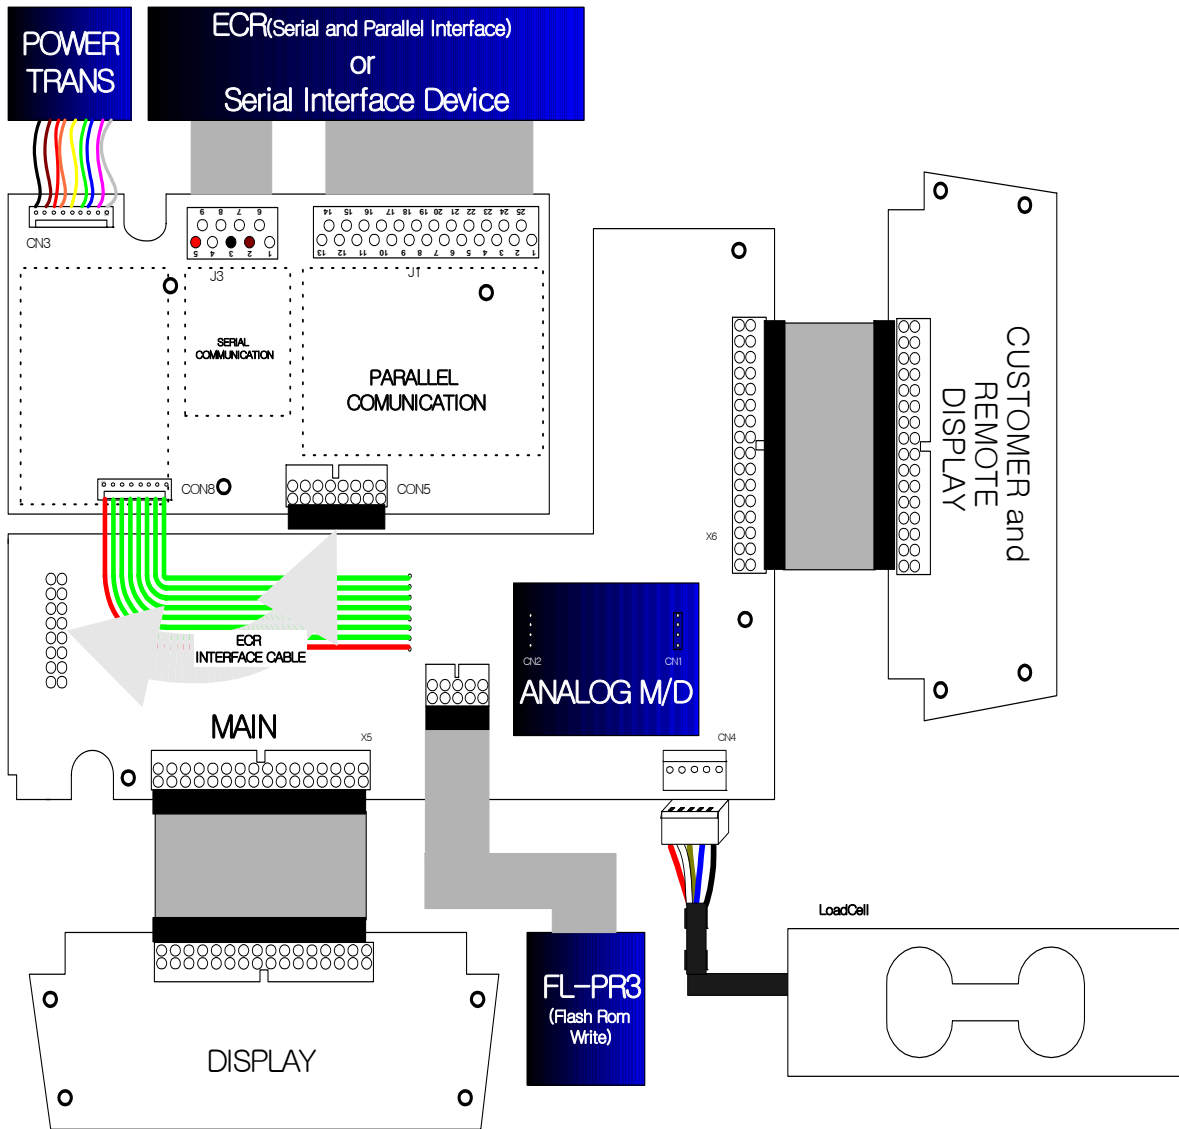 POWER
TRANS
ECR(Serial and Parallel Interface)
or
Serial Interface Device
CN3
9 8 7 6
5 4 3 2 1
J3
14 15 16 17 18 19 20 21 22 23 24 25
13 12 11 10 9 8 7 6 5 4 3 2 1
J1
SERIAL
COMMUNICATION
PARALLEL
COMUNICATION
CON8
CON5
CUSTOMER and
REMOTE
DISPLAY
X6
ECR
INTERFACE CABLE
CN2
CN1
ANALOG M/D
MAIN
X5
CN4
LoadCell
FL-PR3
(Flash Rom
Write)
DISPLAY